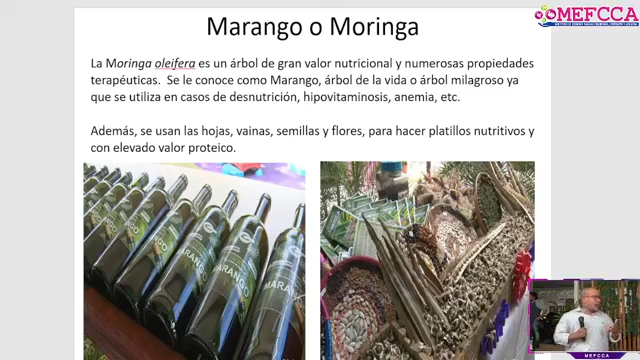 Marango o Moringa
MEFCCA
La Moringa oleifera es un árbol de gran valor nutricional y numerosas propiedades
terapéuticas. Se le conoce como Marango, árbol de la vida o árbol milagroso ya
que se utiliza en casos de desnutrición, hipovitaminosis, anemia, etc.
Además, se usan las hojas, vainas, semillas y flores, para hacer platillos nutritivos y
con elevado valor proteico.
MARANGO
MARANGO
MEFCCA